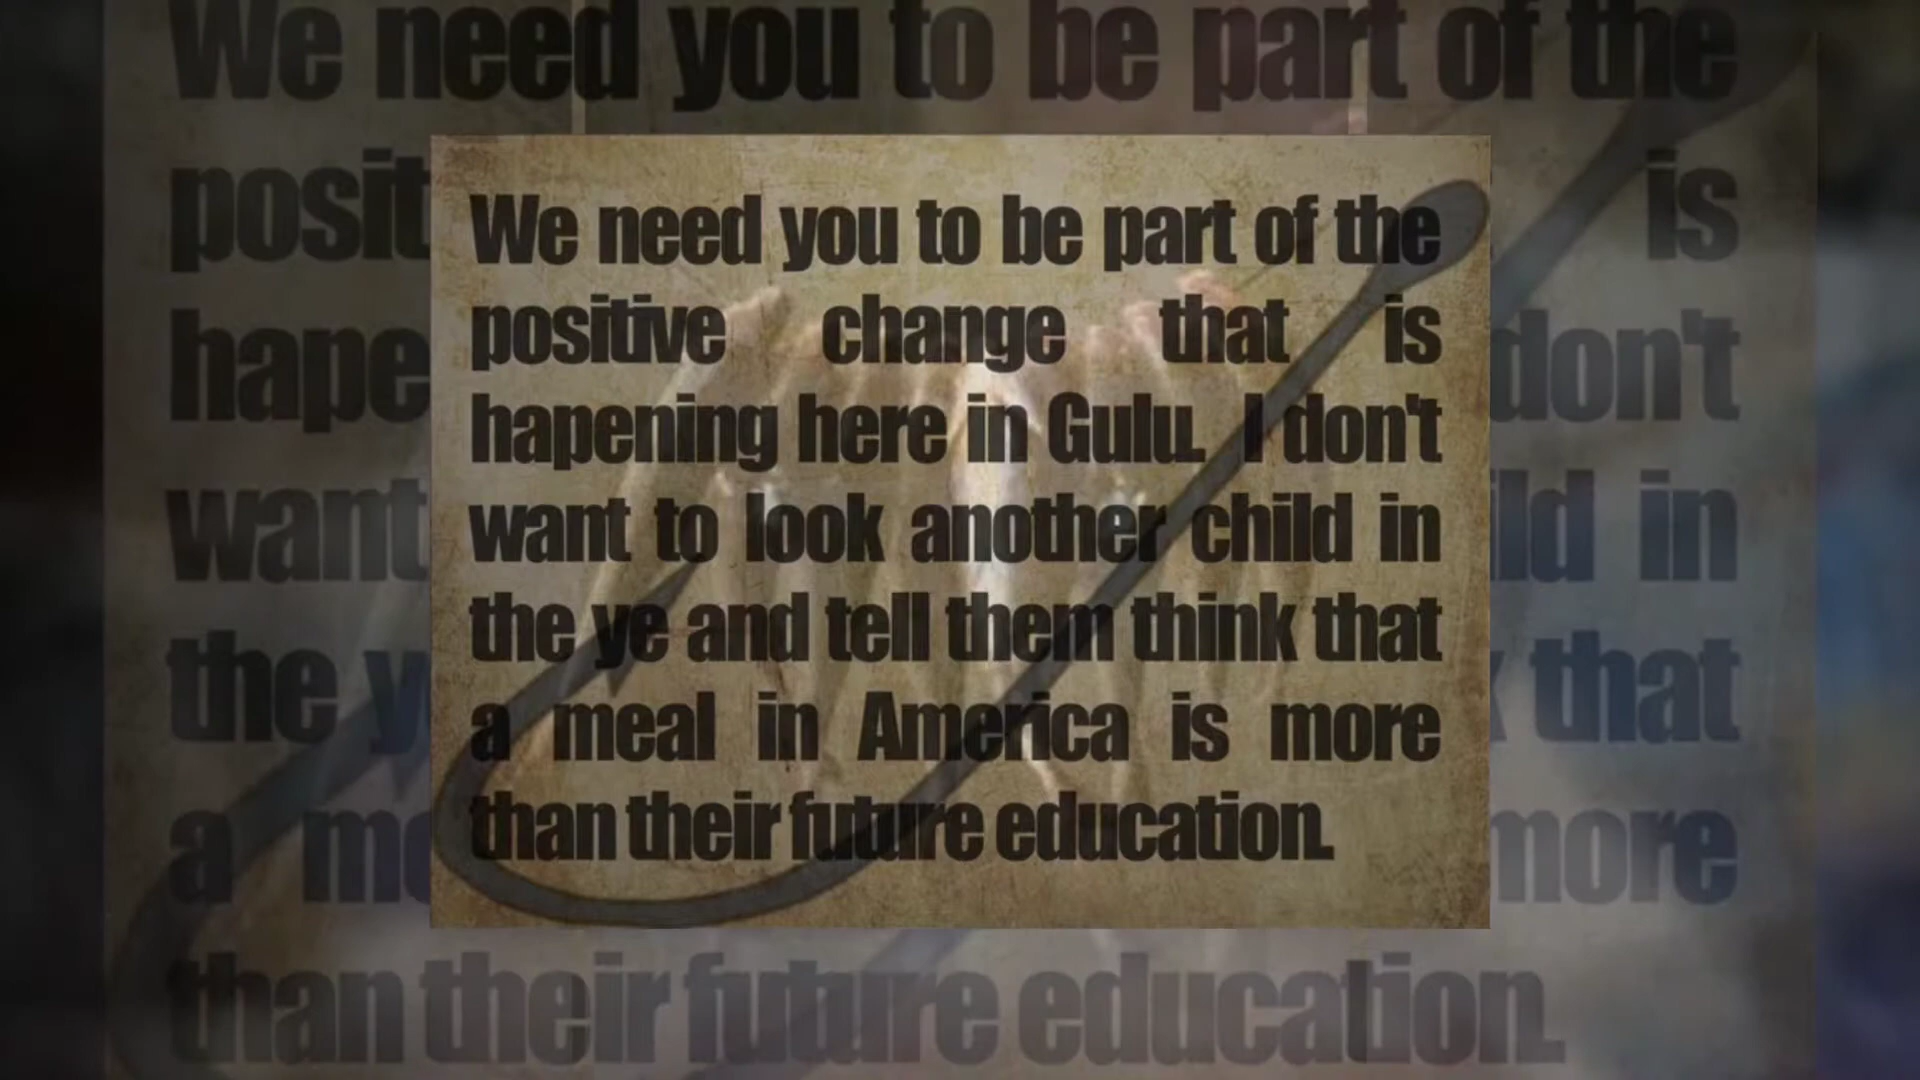 We need you to be part of the
positive change that is
hapening here in Gulu. I don't
want to look another child in
the ye and tell them think that
a meal in America is more
than their future education.